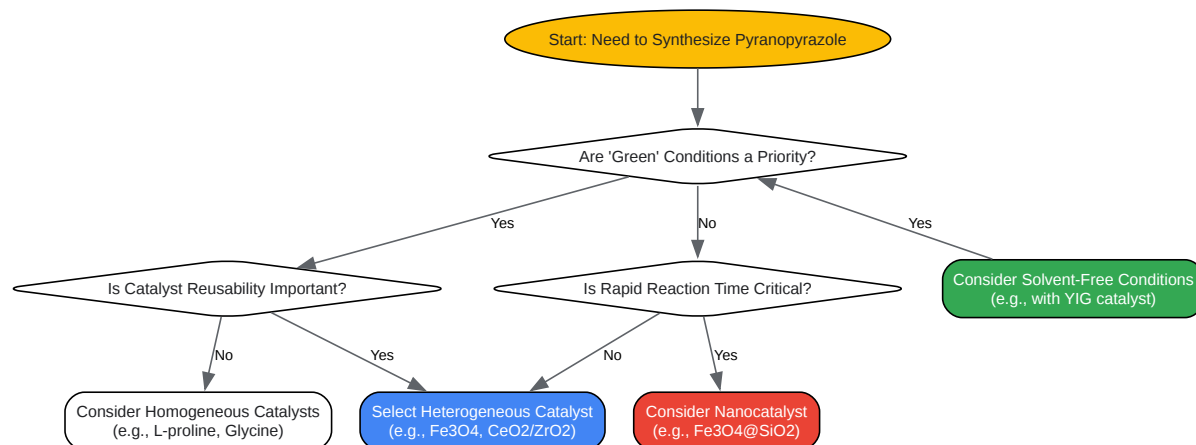 Start: Need to Synthesize Pyranopyrazole
Are 'Green' Conditions a Priority?
Yes
No
Yes
Is Catalyst Reusability Important?
Is Rapid Reaction Time Critical?
Consider Solvent-Free Conditions
(e.g., with YIG catalyst)
No
Yes
No
Yes
Consider Homogeneous Catalysts
(e.g., L-proline, Glycine)
Select Heterogeneous Catalyst
(e.g., Fe3O4, CeO2/ZrO2)
Consider Nanocatalyst
(e.g., Fe3O4@SiO2)